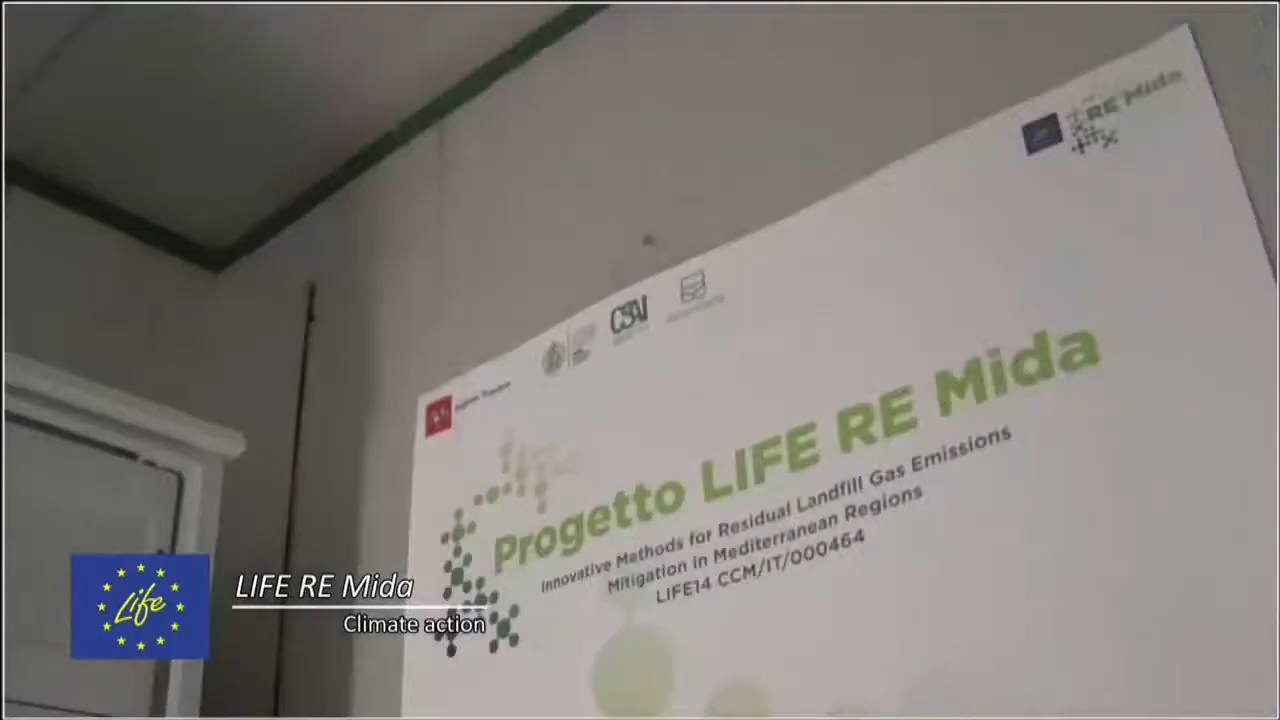 RE Mida
CSAI
Progetto LIFE RE Mida
Innovative Methods for Residual Landfill Gas Emissions
Mitigation in Mediterranean Regions
LIFE14 CCM/IT/000464
Life
LIFE RE Mida
Climate action